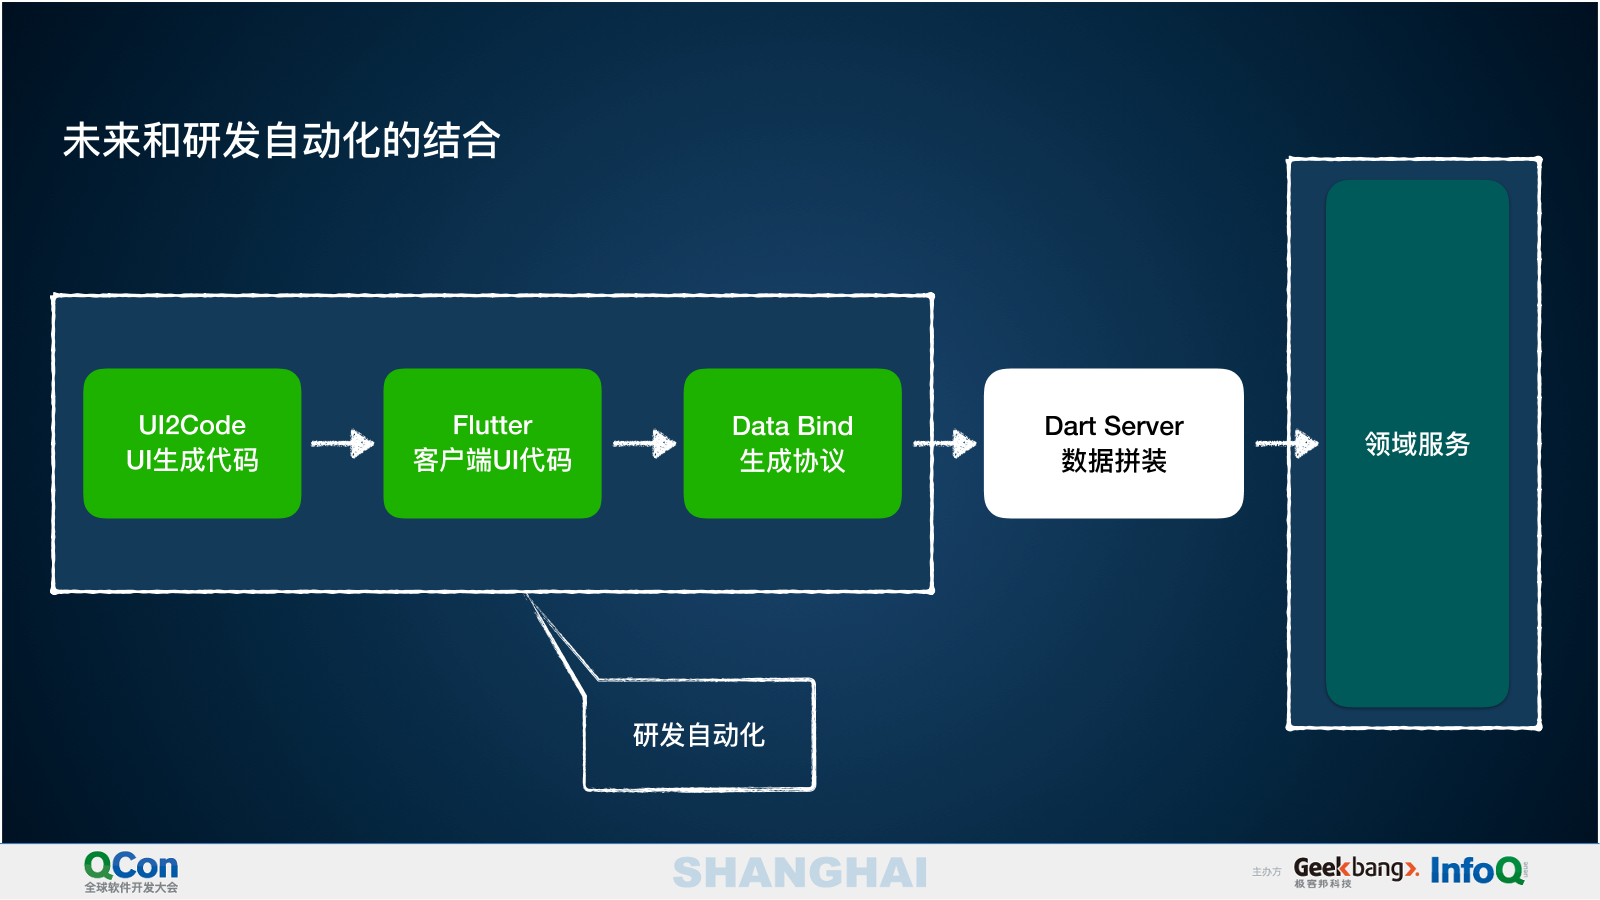 未来和研发自动化的结合
UI2Code
UI生成代码
Flutter
客户端UI代码
Data Bind
生成协议
Dart Server
数据拼装
领域服务
研发自动化
QCon
全球软件开发大会
SHANGHAI
主办方
Geekbang>.
极客邦科技
InfoQ